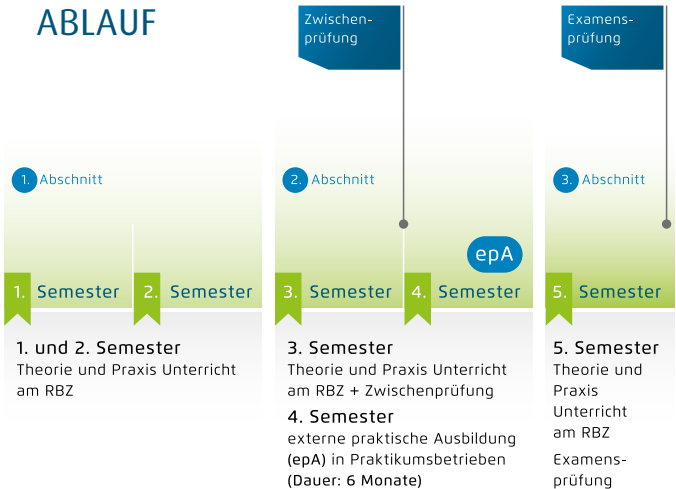 ABLAUF
Zwischen-
prüfung
Examens-
prüfung
1. Abschnitt
2. Abschnitt
3. Abschnitt
epA
1. Semester
2. Semester
3. Semester
4. Semester
5. Semester
1. und 2. Semester
Theorie und Praxis Unterricht
am RBZ
3. Semester
Theorie und Praxis Unterricht
am RBZ + Zwischenprüfung
4. Semester
externe praktische Ausbildung
(epA) in Praktikumsbetrieben
(Dauer: 6 Monate)
5. Semester
Theorie und
Praxis
Unterricht
am RBZ
Examens-
prüfung